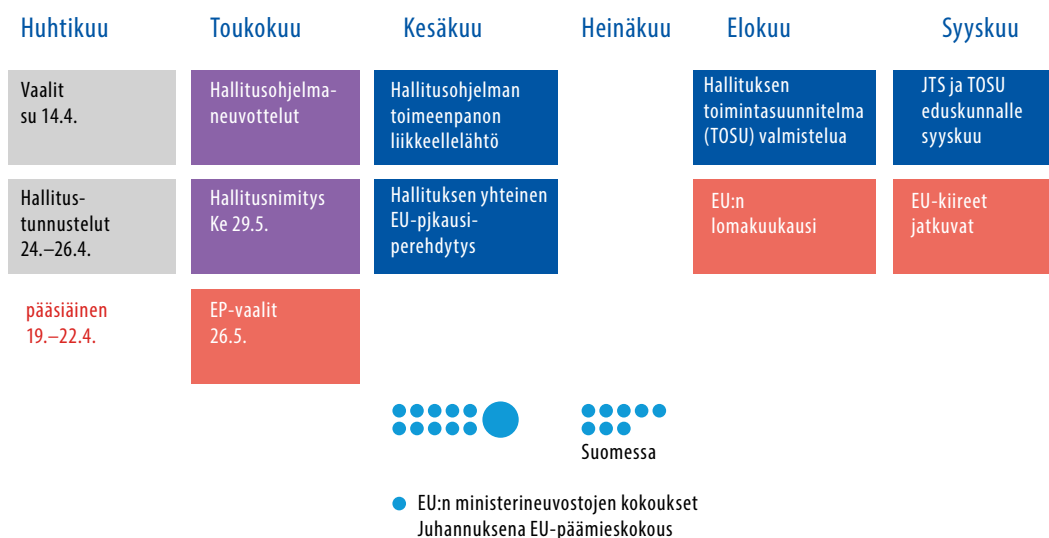 Huhtikuu
Toukokuu
Kesäkuu
Heinäkuu
Elokuu
Syyskuu
Vaalit
su 14.4.
Hallitusohjelma-
neuvottelut
Hallitusohjelman
toimeenpanon
liikkeellelähtö
Hallituksen
toimintasuunnitelma
(TOSU) valmistelua
JTS ja TOSU
eduskunnalle
syyskuu
Hallitus-
tunnustelut
24.–26.4.
Hallitusnimitys
Ke 29.5.
Hallituksen yhteinen
EU-pjkausi-
perehdytys
EU:n
lomakuukausi
EU-kiireet
jatkuvat
pääsiäinen
19.–22.4.
EP-vaalit
26.5.
Suomessa
EU:n ministerineuvostojen kokoukset
Juhannuksena EU-päämieskokous